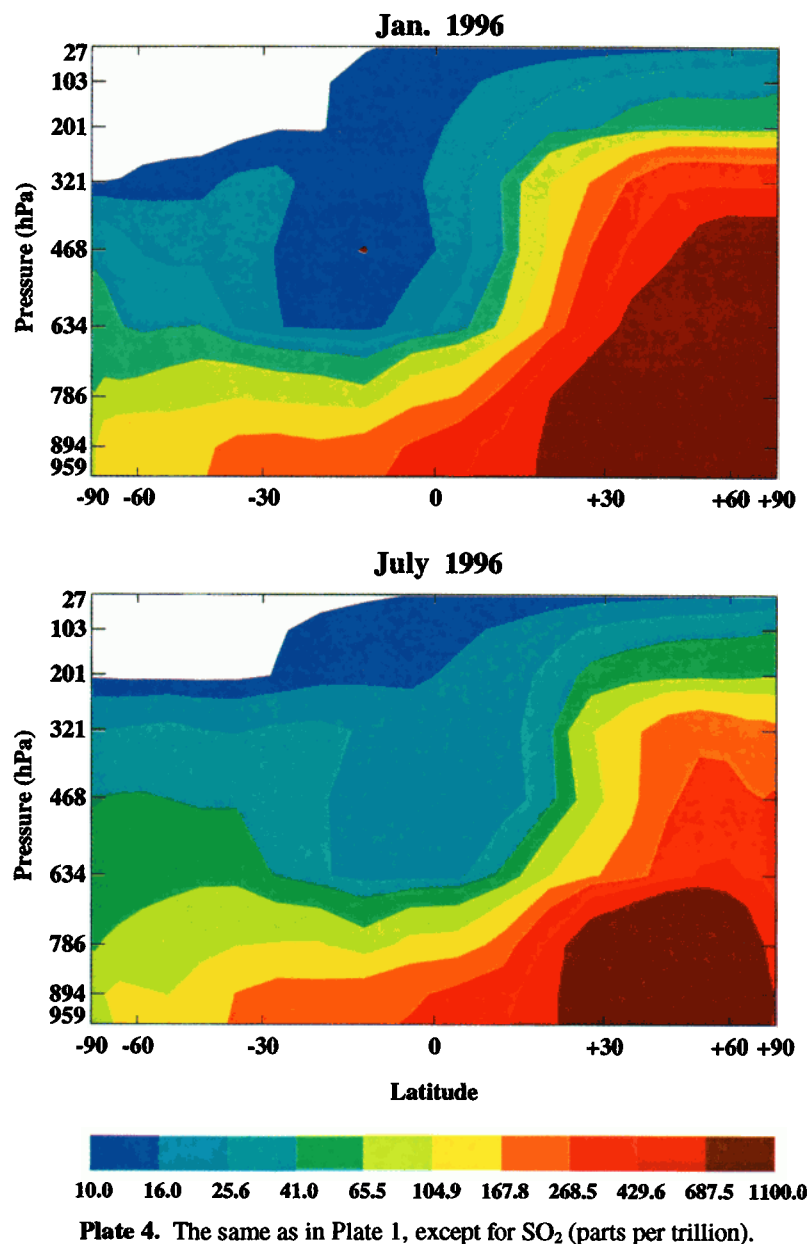 Jan. 1996
27
103
201
321
468
634
786
894
959
Pressure (hPa)
-90 -60 -30 0 +30 +60 +90
July 1996
27
103
201
321
468
634
786
894
959
Pressure (hPa)
-90 -60 -30 0 +30 +60 +90
Latitude
10.0 16.0 25.6 41.0 65.5 104.9 167.8 268.5 429.6 687.5 1100.0
Plate 4. The same as in Plate 1, except for SO₂ (parts per trillion).